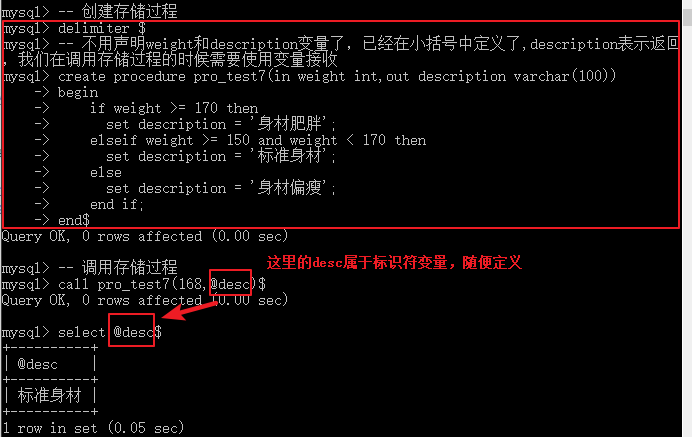 mysql> -- 创建存储过程
mysql> delimiter $
mysql> -- 不用声明weight和description变量了，已经在小括号中定义了,description表示返回
，我们在调用存储过程的时候需要使用变量接收
mysql> create procedure pro_test7(in weight int,out description varchar(100))
    -> begin
    ->     if weight >= 170 then
    ->       set description = '身材肥胖';
    ->     elseif weight >= 150 and weight < 170 then
    ->       set description = '标准身材';
    ->     else
    ->       set description = '身材偏瘦';
    ->     end if;
    -> end$
Query OK, 0 rows affected (0.00 sec)
这里的desc属于标识符变量，随便定义
mysql> -- 调用存储过程
mysql> call pro_test7(168,@desc)$
Query OK, 0 rows affected (0.00 sec)
mysql> select @desc$
+----------+
| @desc    |
+----------+
| 标准身材 |
+----------+
1 row in set (0.05 sec)